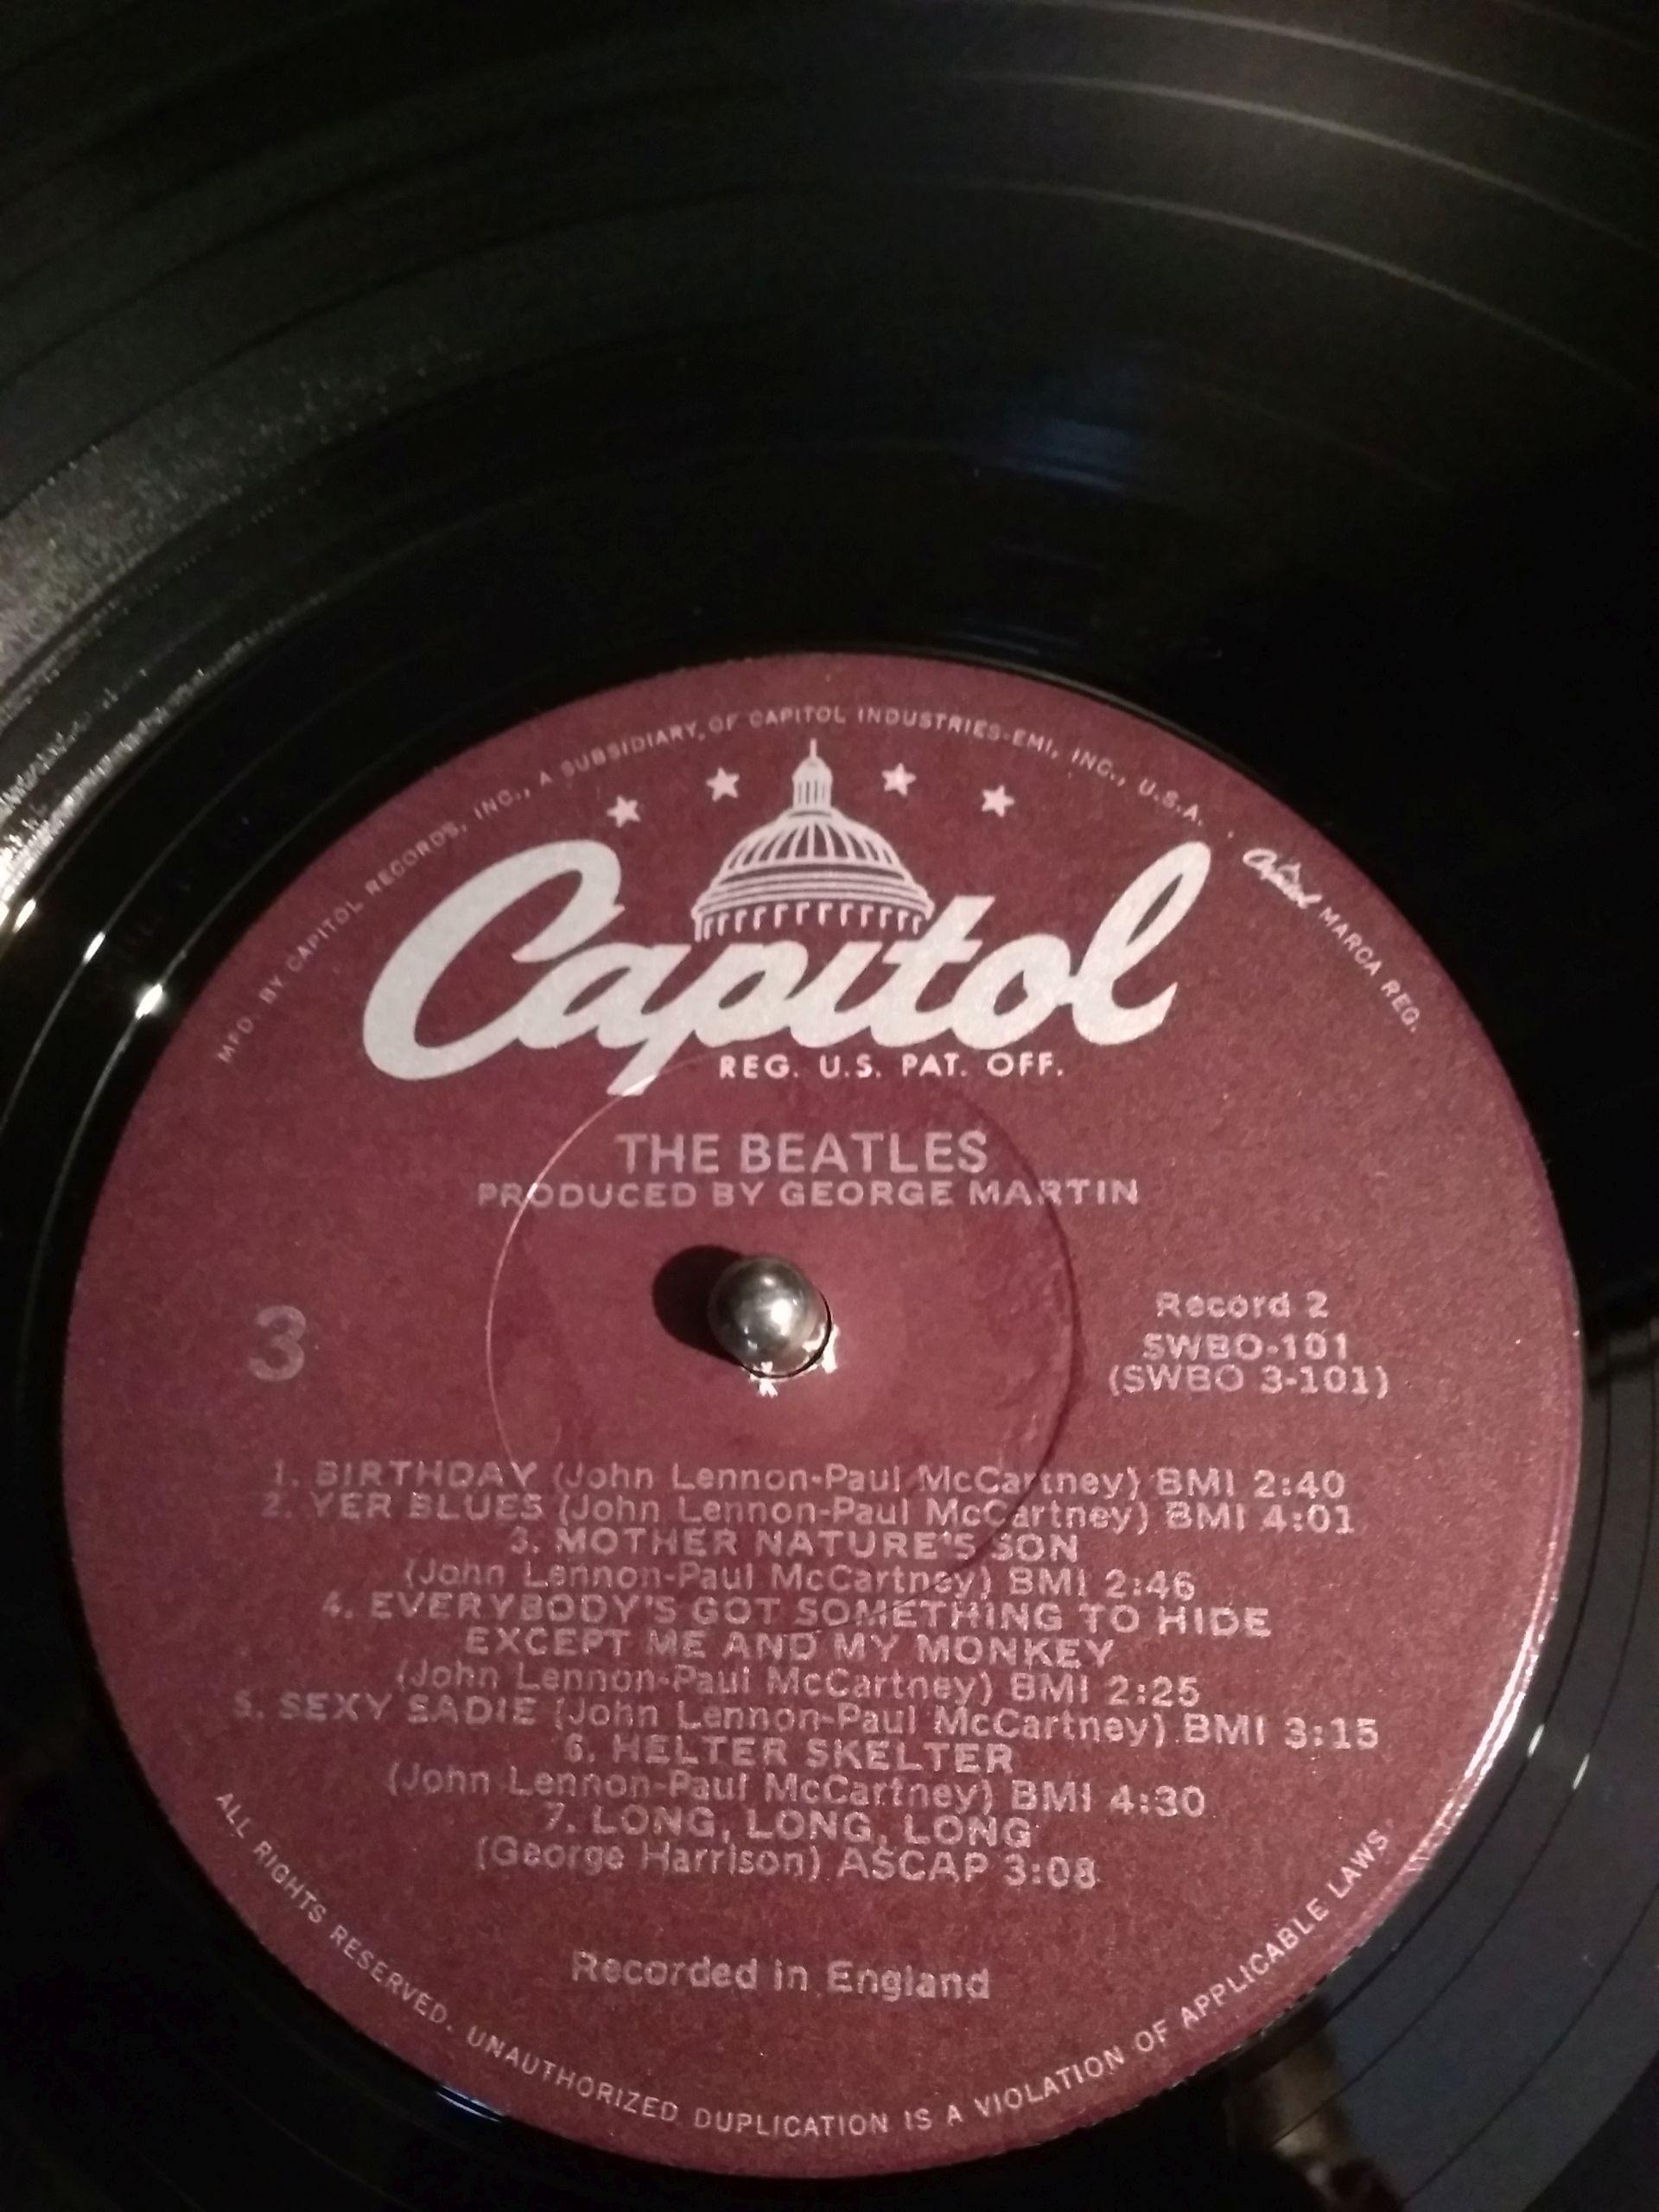 MFD. BY CAPITOL RECORDS, INC., A SUBSIDIARY OF CAPITOL INDUSTRIES-EMI, INC., U.S.A. . Capitol MARCA REG.
Capitol
REG. U.S. PAT. OFF.
THE BEATLES
PRODUCED BY GEORGE MARTIN
3
Record 2
SWBO-101
(SWBO 3-101)
1. BIRTHDAY (John Lennon-Paul McCartney) BMI 2:40
2. YER BLUES (John Lennon-Paul McCartney) BMI 4:01
3. MOTHER NATURE'S SON
(John Lennon-Paul McCartney) BMI 2:46
4. EVERYBODY'S GOT SOMETHING TO HIDE
EXCEPT ME AND MY MONKEY
(John Lennon-Paul McCartney) BMI 2:25
5. SEXY SADIE (John Lennon-Paul McCartney) BMI 3:15
6. HELTER SKELTER
(John Lennon-Paul McCartney) BMI 4:30
7. LONG, LONG, LONG
(George Harrison) ASCAP 3:08
Recorded in England
ALL RIGHTS RESERVED. UNAUTHORIZED DUPLICATION IS A VIOLATION OF APPLICABLE LAWS